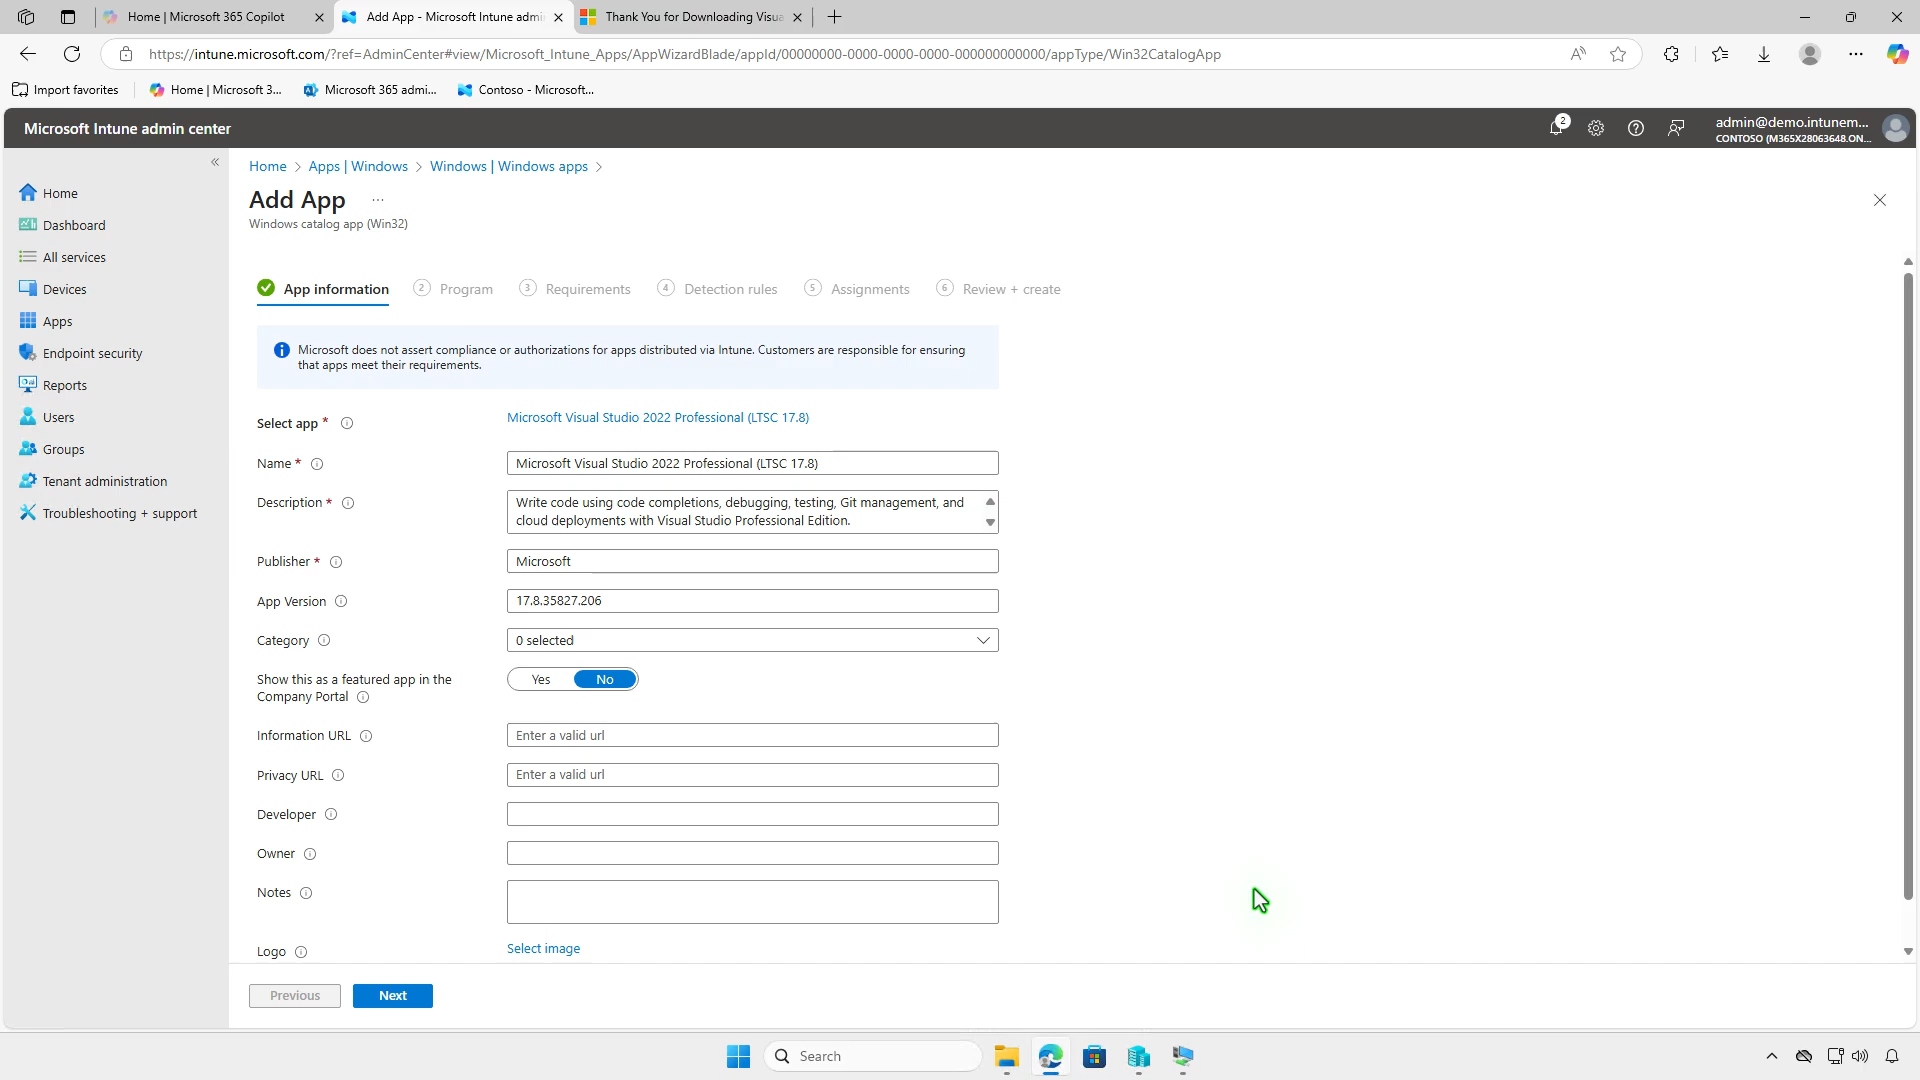 Home | Microsoft 365 Copilot
Add App - Microsoft Intune admin
Thank You for Downloading Visua
https://intune.microsoft.com/?ref=AdminCenter#view/Microsoft_Intune_Apps/AppWizardBlade/appId/00000000-0000-0000-0000-000000000000/appType/Win32CatalogApp
Import favorites
Home | Microsoft 3...
Microsoft 365 admi...
Contoso - Microsoft...
Microsoft Intune admin center
2
admin@demo.intunem...
CONTOSO (M365X28063648.ON...
Home
Dashboard
All services
Devices
Apps
Endpoint security
Reports
Users
Groups
Tenant administration
Troubleshooting + support
Home > Apps | Windows > Windows | Windows apps >
Add App ...
Windows catalog app (Win32)
App information
2 Program
3 Requirements
4 Detection rules
5 Assignments
6 Review + create
Microsoft does not assert compliance or authorizations for apps distributed via Intune. Customers are responsible for ensuring
that apps meet their requirements.
Select app *
Microsoft Visual Studio 2022 Professional (LTSC 17.8)
Name *
Microsoft Visual Studio 2022 Professional (LTSC 17.8)
Description *
Write code using code completions, debugging, testing, Git management, and
cloud deployments with Visual Studio Professional Edition.
Publisher *
Microsoft
App Version
17.8.35827.206
Category
0 selected
Show this as a featured app in the
Company Portal
Yes No
Information URL
Enter a valid url
Privacy URL
Enter a valid url
Developer
Owner
Notes
Logo
Select image
Previous
Next
Search